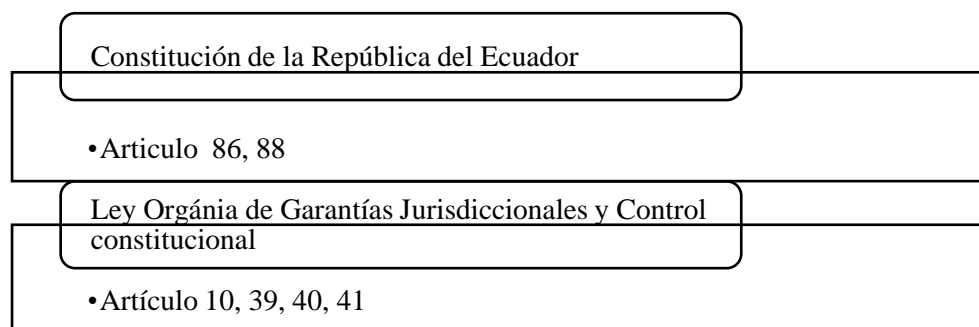 Constitución de la República del Ecuador
•Articulo 86, 88
Ley Orgánia de Garantías Jurisdiccionales y Control
constitucional
•Artículo 10, 39, 40, 41